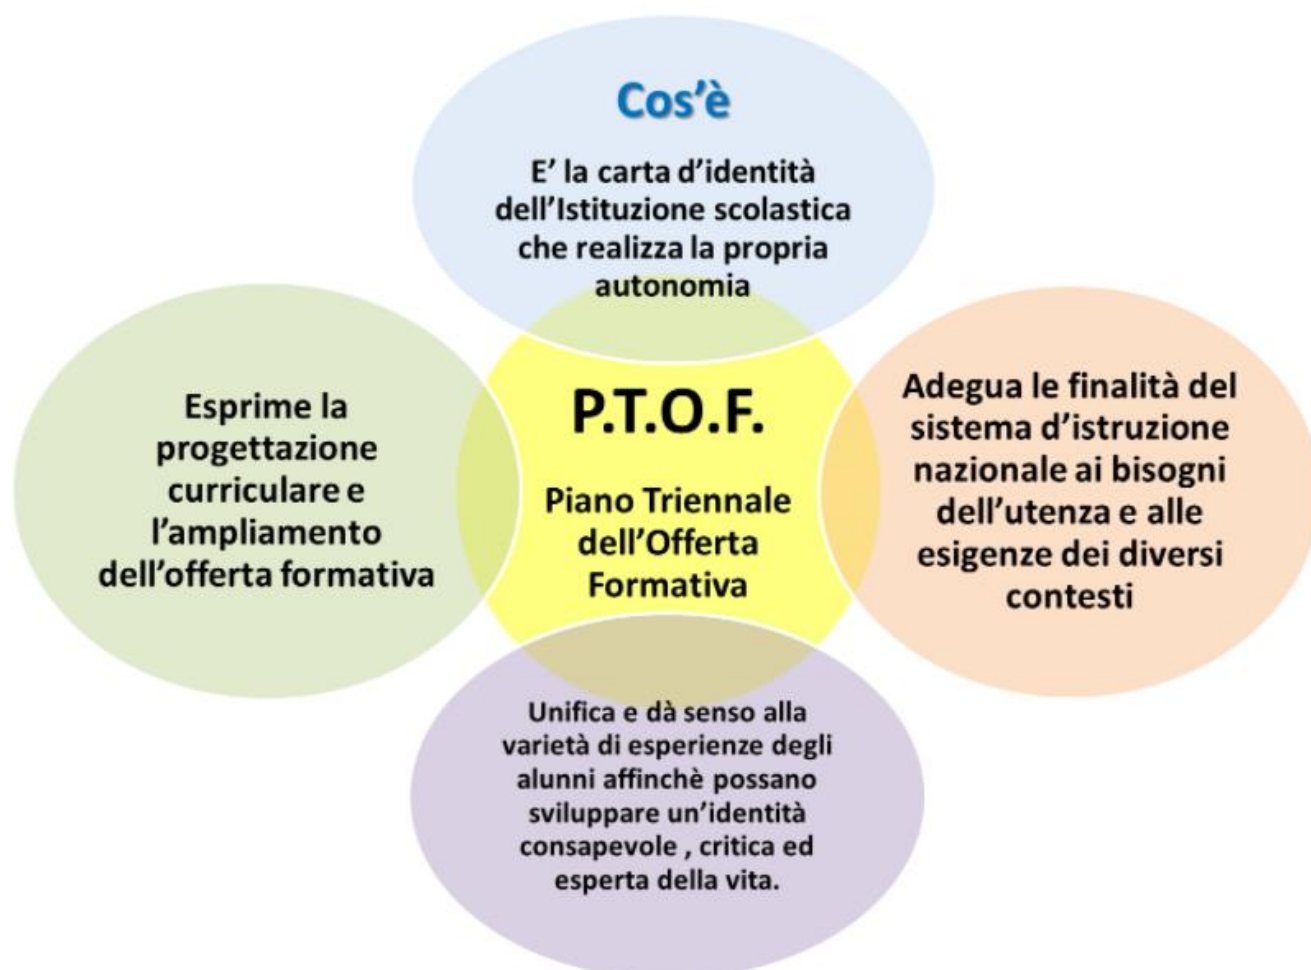 Cos’è
E’ la carta d’identità
dell’Istituzione scolastica
che realizza la propria
autonomia
Esprime la
progettazione
curriculare e
l’ampliamento
dell’offerta formativa
P.T.O.F.
Piano Triennale
dell’Offerta
Formativa
Adegua le finalità del
sistema d’istruzione
nazionale ai bisogni
dell’utenza e alle
esigenze dei diversi
contesti
Unifica e dà senso alla
varietà di esperienze degli
alunni affinchè possano
sviluppare un’identità
consapevole , critica ed
esperta della vita.